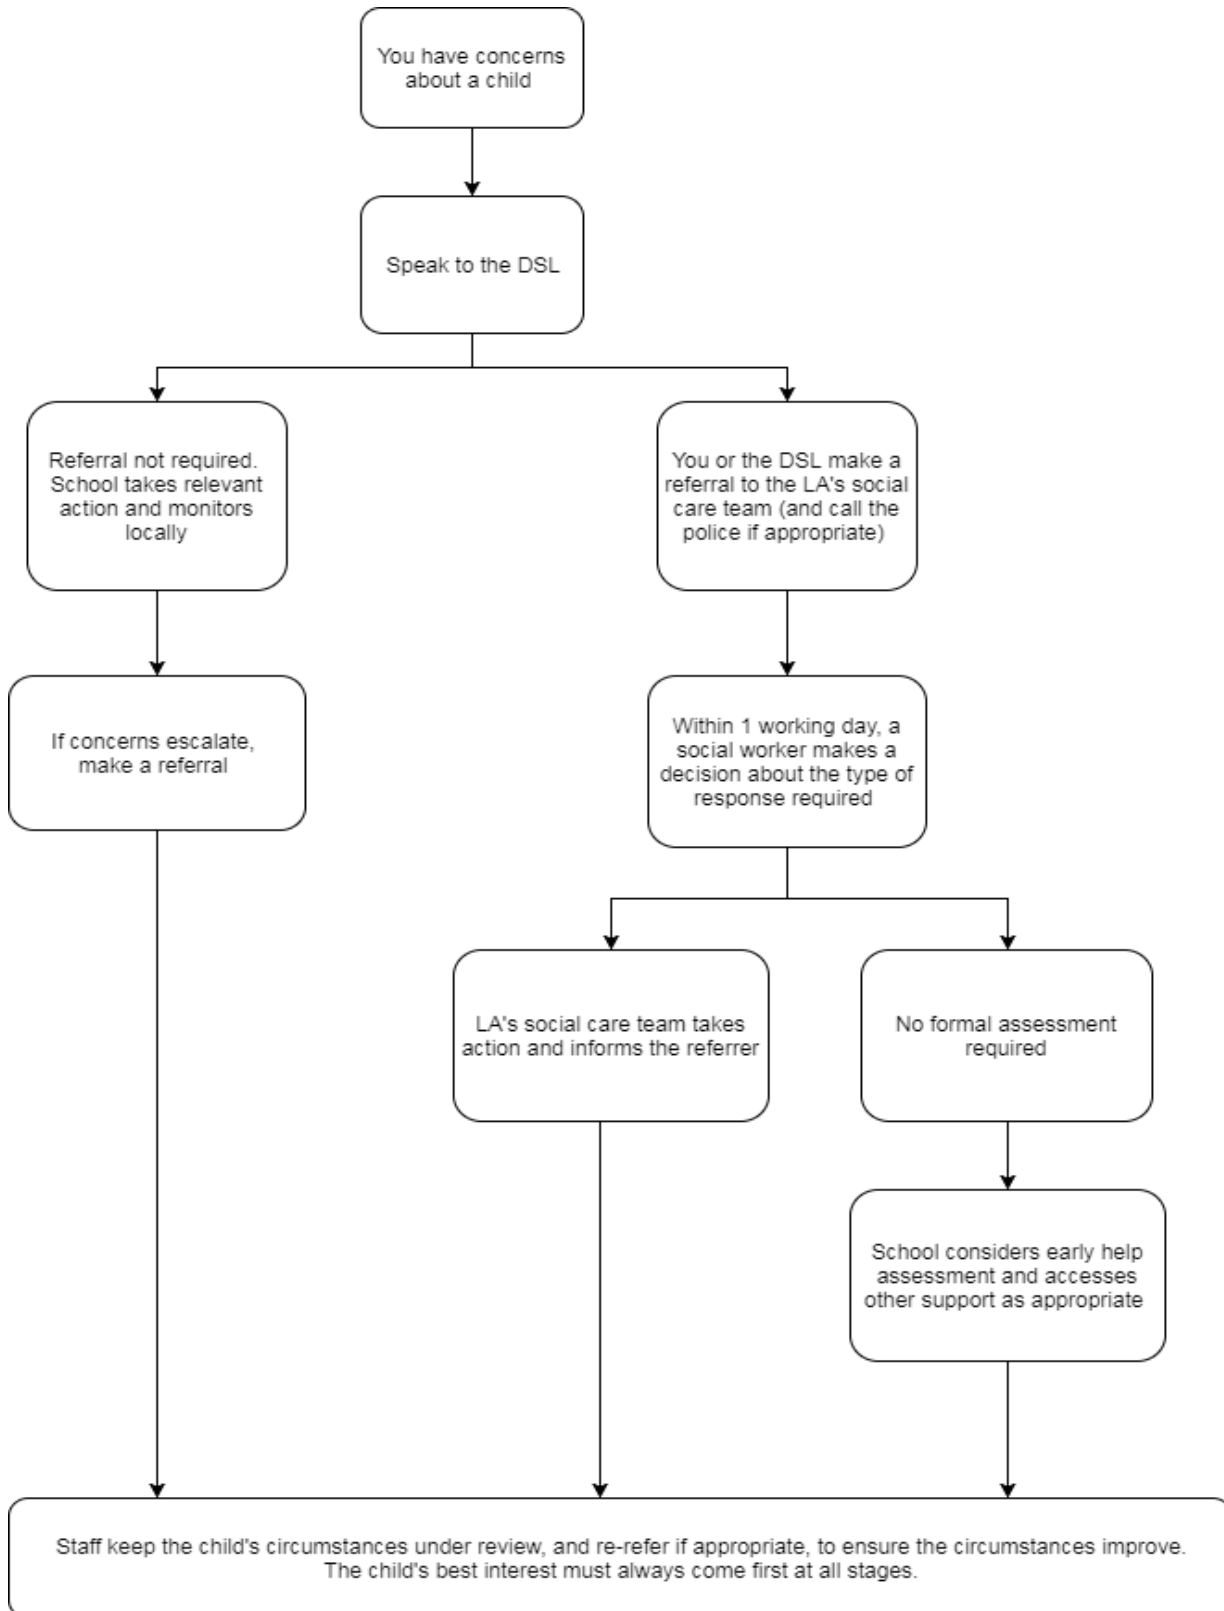 You have concerns
about a child
Speak to the DSL
Referral not required.
School takes relevant
action and monitors
locally
You or the DSL make a
referral to the LA's social
care team (and call the
police if appropriate)
If concerns escalate,
make a referral
Within 1 working day, a
social worker makes a
decision about the type of
response required
LA's social care team takes
action and informs the referrer
No formal assessment
required
School considers early help
assessment and accesses
other support as appropriate
Staff keep the child's circumstances under review, and re-refer if appropriate, to ensure the circumstances improve.
The child's best interest must always come first at all stages.